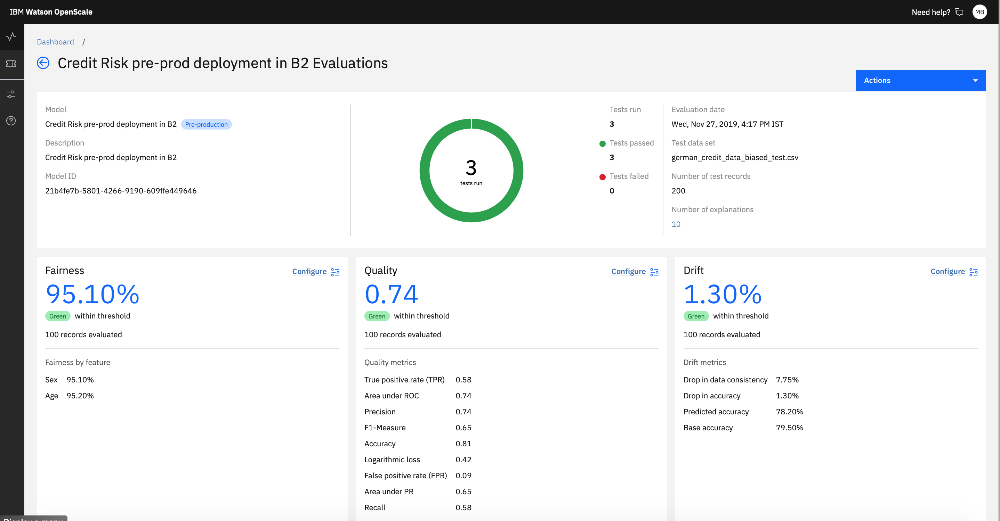 IBM Watson OpenScale
Need help?
MB
Dashboard /
Credit Risk pre-prod deployment in B2 Evaluations
Actions
Model
Credit Risk pre-prod deployment in B2 Pre-production
Description
Credit Risk pre-prod deployment in B2
Model ID
21b4fe7b-5801-4266-9190-609ffe449646
3
tests run
Tests run
3
Tests passed
3
Tests failed
0
Evaluation date
Wed, Nov 27, 2019, 4:17 PM IST
Test data set
german_credit_data_biased_test.csv
Number of test records
200
Number of explanations
10
Fairness
Configure
95.10%
Green within threshold
100 records evaluated
Fairness by feature
Sex 95.10%
Age 95.20%
Quality
Configure
0.74
Green within threshold
100 records evaluated
Quality metrics
True positive rate (TPR) 0.58
Area under ROC 0.74
Precision 0.74
F1-Measure 0.65
Accuracy 0.81
Logarithmic loss 0.42
False positive rate (FPR) 0.09
Area under PR 0.65
Recall 0.58
Drift
Configure
1.30%
Green within threshold
100 records evaluated
Drift metrics
Drop in data consistency 7.75%
Drop in accuracy 1.30%
Predicted accuracy 78.20%
Base accuracy 79.50%
Display a menu